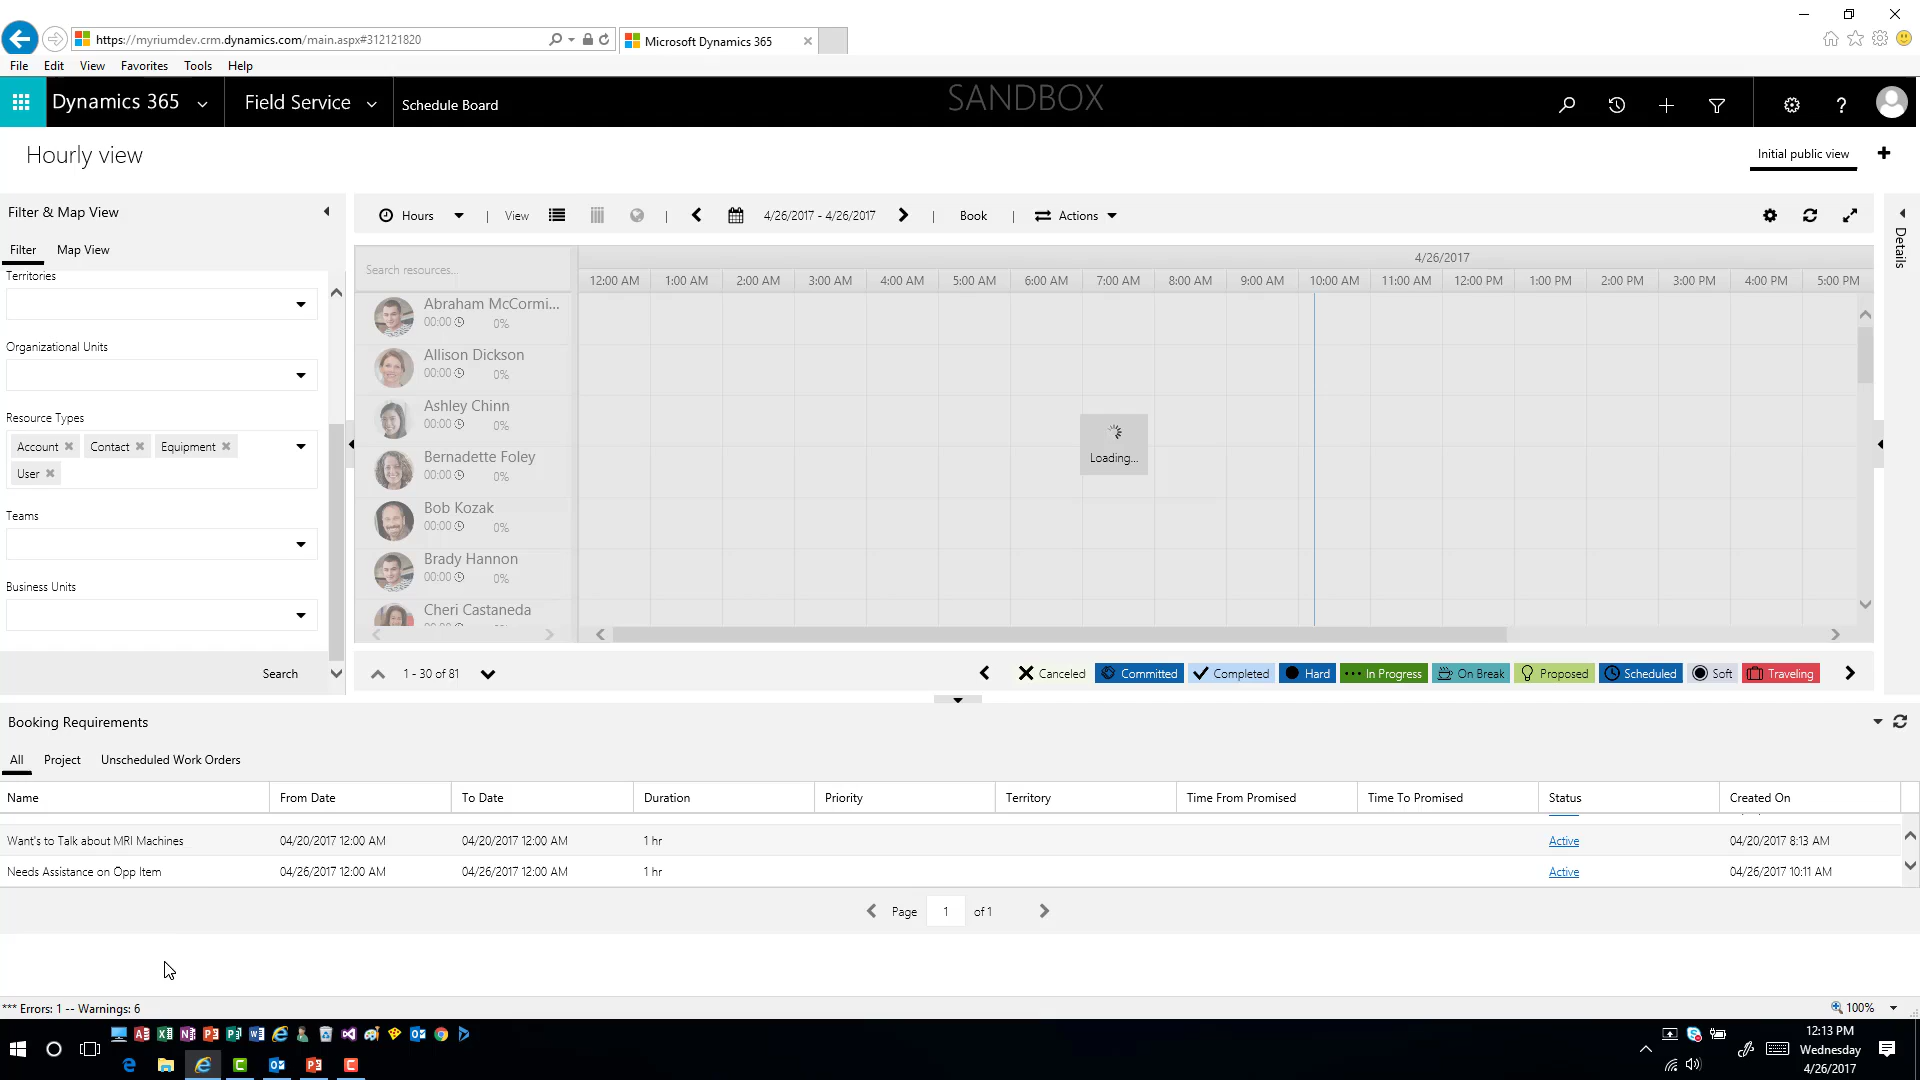 https://myriumdev.crm.dynamics.com/main.aspx#312121820
Microsoft Dynamics 365
File Edit View Favorites Tools Help
Dynamics 365 Field Service Schedule Board SANDBOX ?
Hourly view
Initial public view
Filter & Map View
Filter Map View
Territories
Organizational Units
Resource Types
Account Contact Equipment
User
Teams
Business Units
Search
Hours | View | 4/26/2017 - 4/26/2017 | Book | Actions
Details
Search resources...
4/26/2017
12:00 AM 1:00 AM 2:00 AM 3:00 AM 4:00 AM 5:00 AM 6:00 AM 7:00 AM 8:00 AM 9:00 AM 10:00 AM 11:00 AM 12:00 PM 1:00 PM 2:00 PM 3:00 PM 4:00 PM 5:00 PM
Abraham McCormi...
00:00 0%
Allison Dickson
00:00 0%
Ashley Chinn
00:00 0%
Bernadette Foley
00:00 0%
Bob Kozak
00:00 0%
Brady Hannon
00:00 0%
Cheri Castaneda
Loading...
1 - 30 of 81
Canceled Committed Completed Hard In Progress On Break Proposed Scheduled Soft Traveling
Booking Requirements
All Project Unscheduled Work Orders
Name From Date To Date Duration Priority Territory Time From Promised Time To Promised Status Created On
Want's to Talk about MRI Machines 04/20/2017 12:00 AM 04/20/2017 12:00 AM 1 hr Active 04/20/2017 8:13 AM
Needs Assistance on Opp Item 04/26/2017 12:00 AM 04/26/2017 12:00 AM 1 hr Active 04/26/2017 10:11 AM
Page 1 of 1
*** Errors: 1 -- Warnings: 6
100%
12:13 PM
Wednesday
4/26/2017